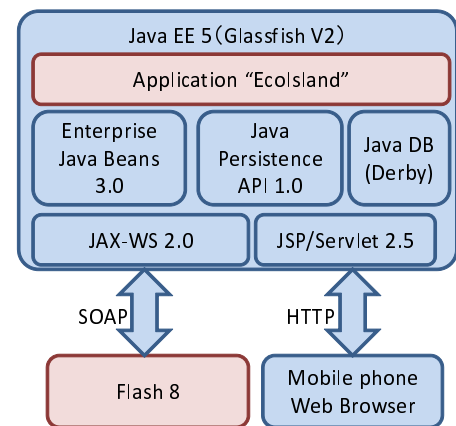 Java EE 5（Glassfish V2）
Application “EcoIsland”
Enterprise
Java Beans
3.0
Java
Persistence
API 1.0
Java DB
(Derby)
JAX-WS 2.0
JSP/Servlet 2.5
SOAP
HTTP
Flash 8
Mobile phone
Web Browser